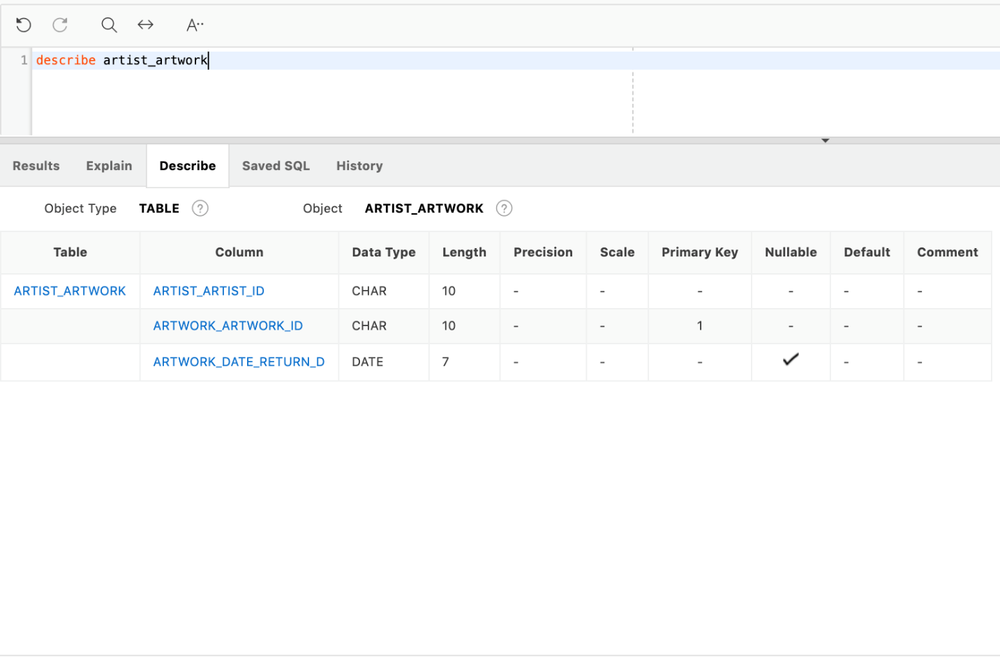 A··
1 describe artist_artwork
Results Explain Describe Saved SQL History
Object Type TABLE ? Object ARTIST_ARTWORK ?
Table Column Data Type Length Precision Scale Primary Key Nullable Default Comment
ARTIST_ARTWORK ARTIST_ARTIST_ID CHAR 10 - - - - - -
ARTWORK_ARTWORK_ID CHAR 10 - - 1 - - -
ARTWORK_DATE_RETURN_D DATE 7 - - - ✓ - -